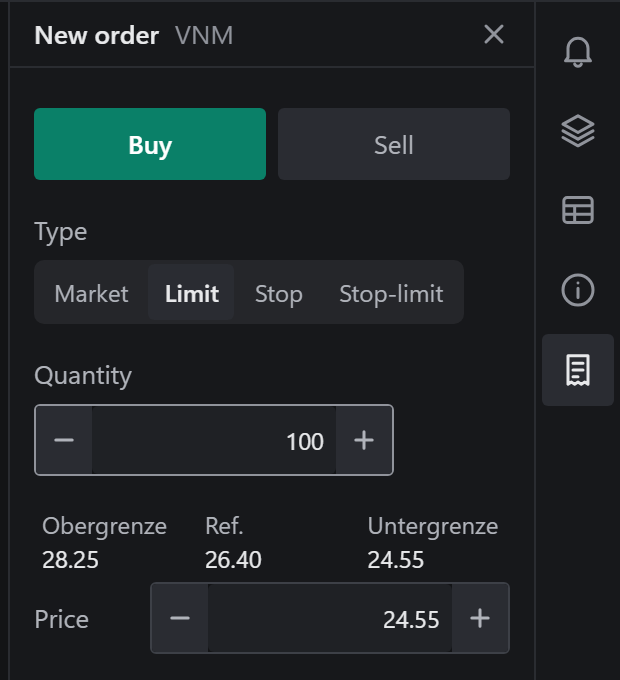 New order VNM
Buy Sell
Type
Market Limit Stop Stop-limit
Quantity
100
Obergrenze Ref. Untergrenze
28.25 26.40 24.55
Price 24.55